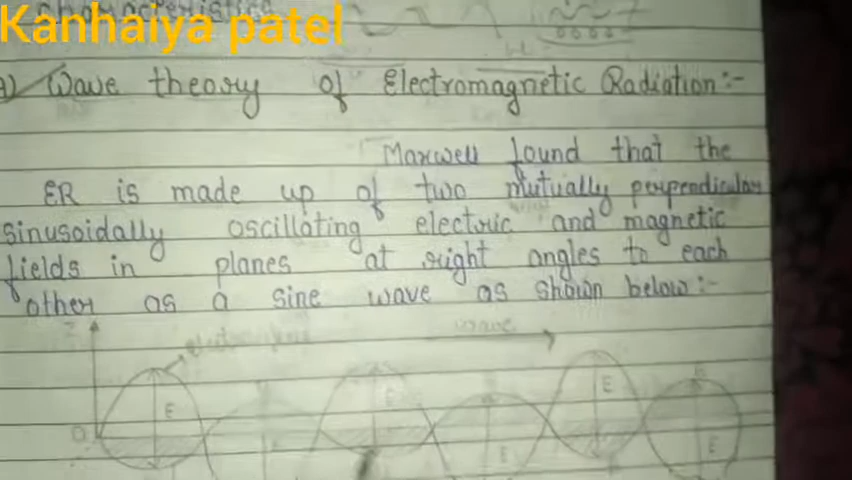 Characteristics
Kanhaiya patel
A) Wave theory of Electromagnetic Radiation:-
Maxwell found that the
ER is made up of two mutually perpendicular
sinusoidally oscillating electric and magnetic
fields in planes at right angles to each
other as a sine wave as shown below:-
wave
E
E
E
E
E